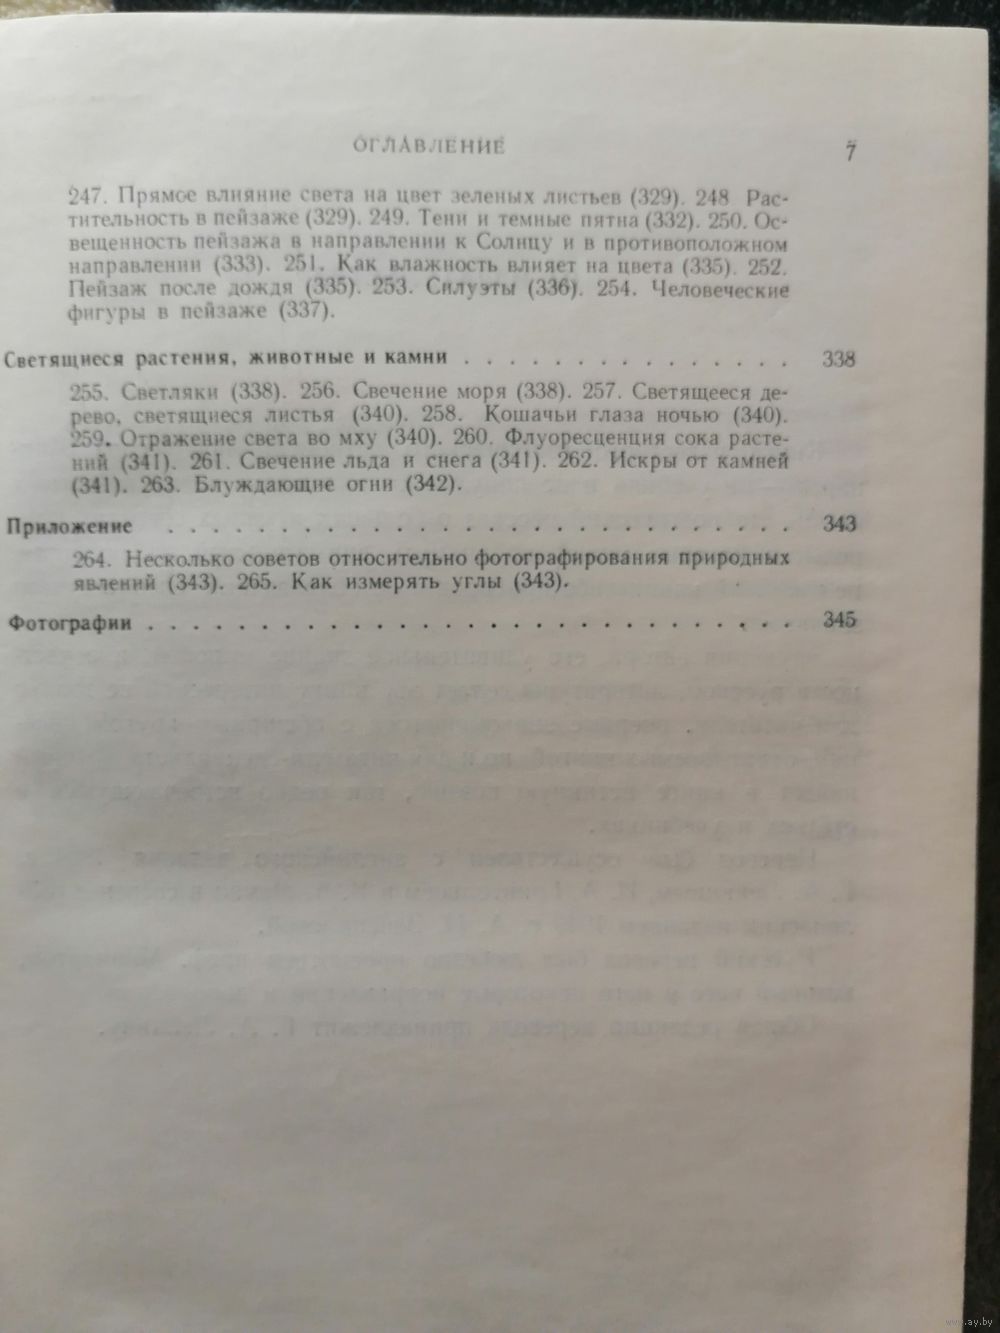 ОГЛАВЛЕНИЕ 7
247. Прямое влияние света на цвет зеленых листьев (329). 248 Рас-
тительность в пейзаже (329). 249. Тени и темные пятна (332). 250. Ос-
вещенность пейзажа в направлении к Солнцу и в противоположном
направлении (333). 251. Как влажность влияет на цвета (335). 252.
Пейзаж после дождя (335). 253. Силуэты (336). 254. Человеческие
фигуры в пейзаже (337).
Светящиеся растения, животные и камни . . . . . . . . . . . . . . . 338
255. Светляки (338). 256. Свечение моря (338). 257. Светящееся де-
рево, светящиеся листья (340). 258. Кошачьи глаза ночью (340).
259. Отражение света во мху (340). 260. Флуоресценция сока расте-
ний (341). 261. Свечение льда и снега (341). 262. Искры от камней
(341). 263. Блуждающие огни (342).
Приложение . . . . . . . . . . . . . . . . . . . . . . . . . . . . 343
264. Несколько советов относительно фотографирования природных
явлений (343). 265. Как измерять углы (343).
Фотографии . . . . . . . . . . . . . . . . . . . . . . . . . . . . . 345
www.ay.by